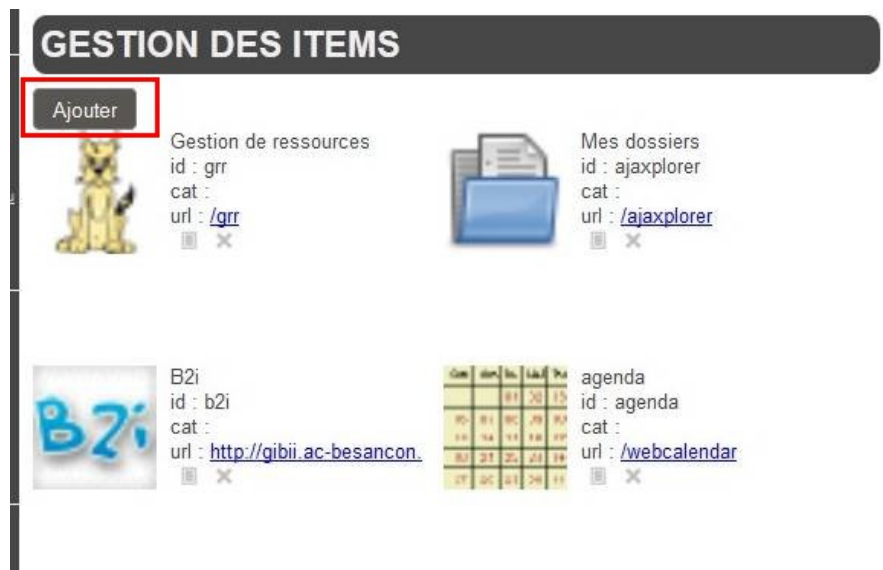 GESTION DES ITEMS
Ajouter
Gestion de ressources
id : grr
cat :
url : /grr
Mes dossiers
id : ajaxplorer
cat :
url : /ajaxplorer
B2i
B2i
id : b2i
cat :
url : http://gibii.ac-besancon.
agenda
id : agenda
cat :
url : /webcalendar